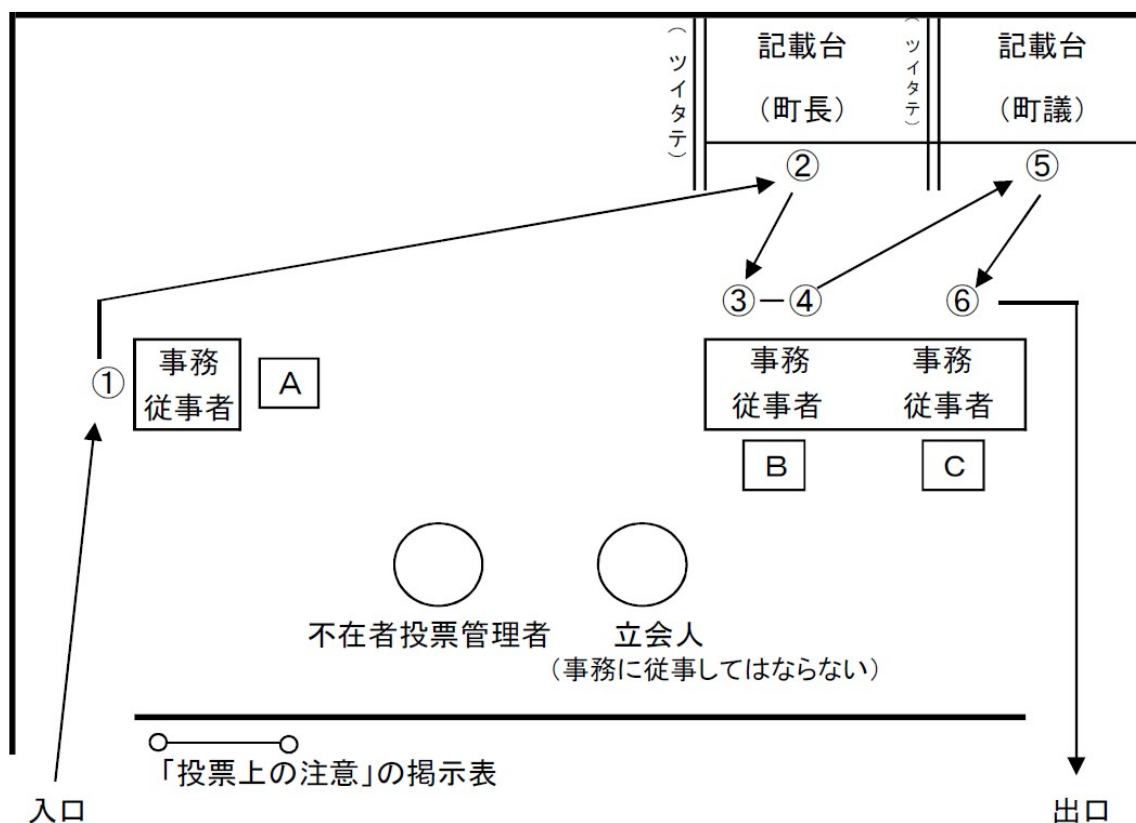 (ツイタテ)
記載台
(町長)
(ツイタテ)
記載台
(町議)
②
⑤
③-④
⑥
①
事務
従事者
A
事務
従事者
事務
従事者
B
C
不在者投票管理者
立会人
(事務に従事してはならない)
「投票上の注意」の掲示表
入口
出口